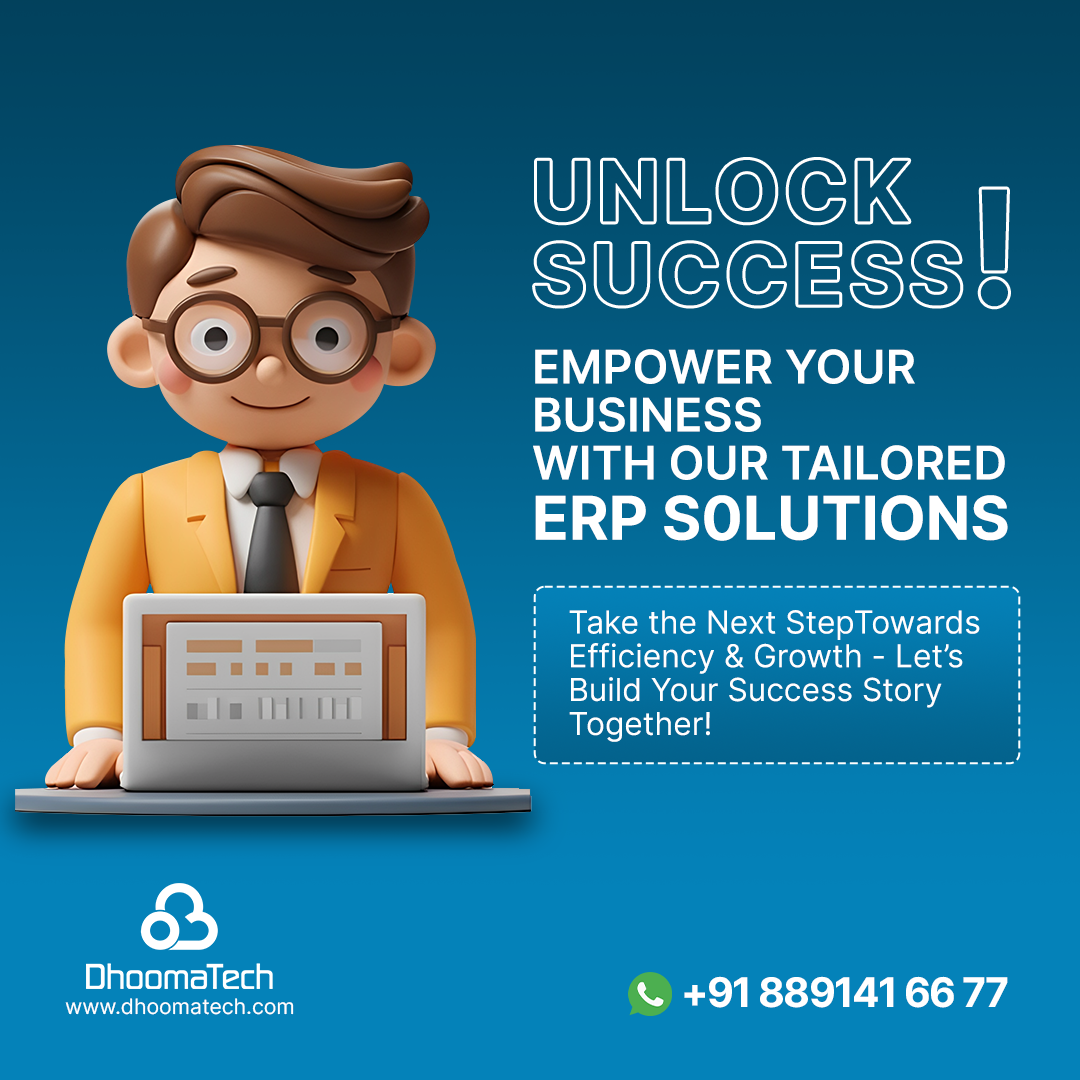 UNLOCK
SUCCESS!
EMPOWER YOUR
BUSINESS
WITH OUR TAILORED
ERP S0LUTIONS
Take the Next StepTowards
Efficiency & Growth - Let's
Build Your Success Story
Together!
DhoomaTech
www.dhoomatech.com
+91 889141 66 77